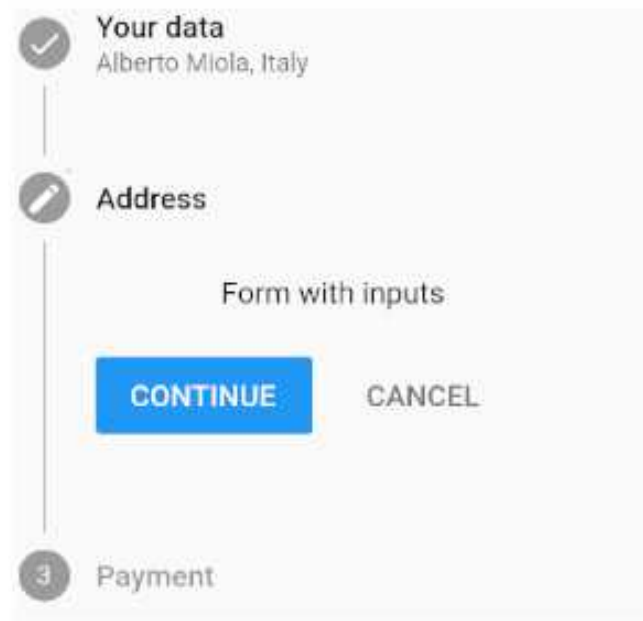 Your data
Alberto Miola, Italy
Address
Form with inputs
CONTINUE CANCEL
3 Payment